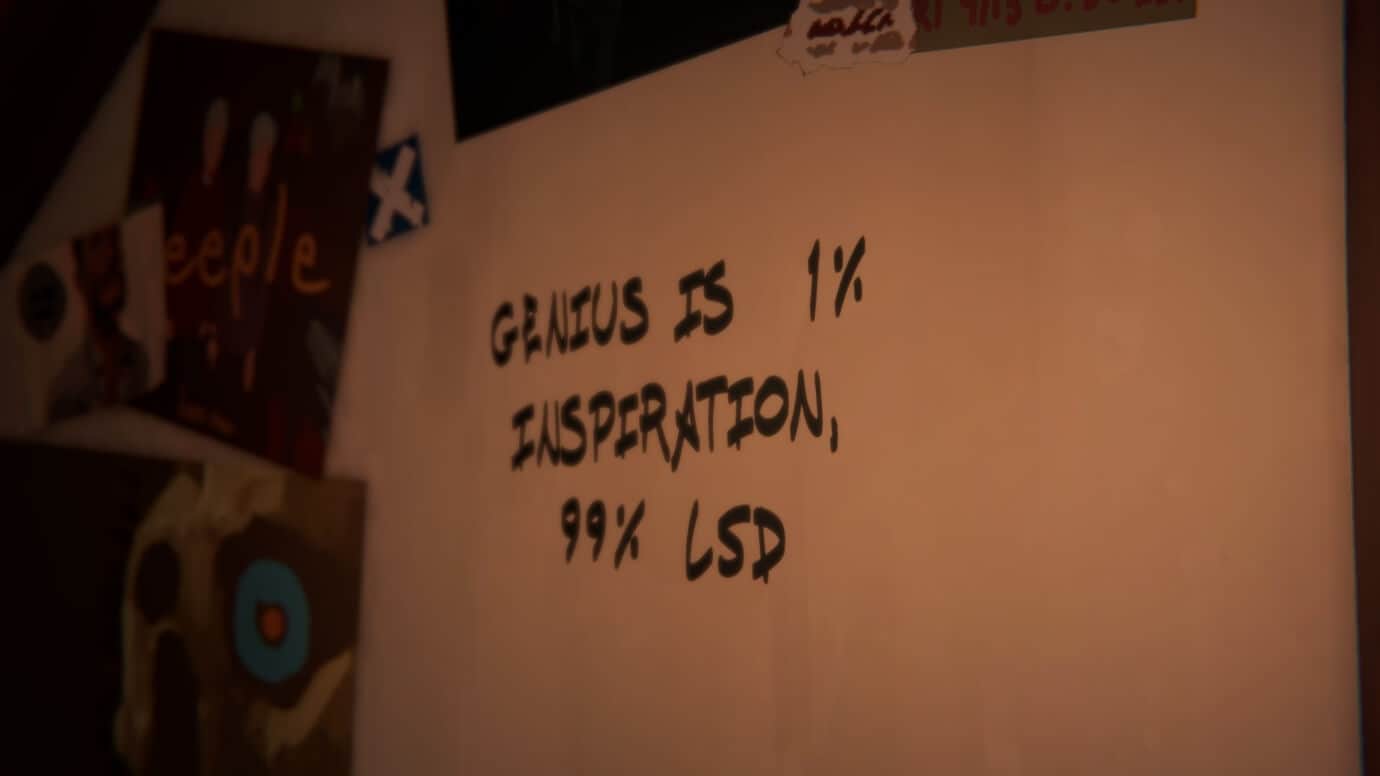 eeple
GENIUS IS 1%
INSPIRATION,
99% LSD